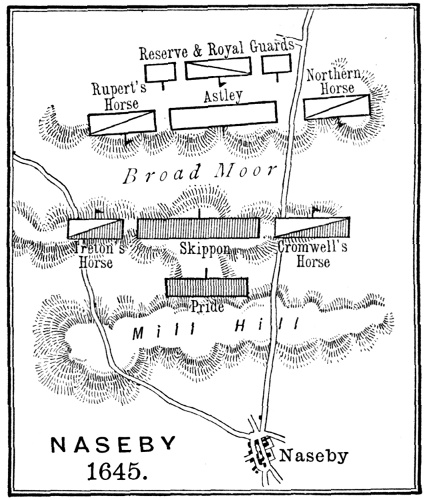 Reserve & Royal Guards
Rupert's
Horse
Astley
Northern
Horse
Broad Moor
Ireton's
Horse
Skippon
Cromwell's
Horse
Pride
Mill Hill
NASEBY
1645.
Naseby